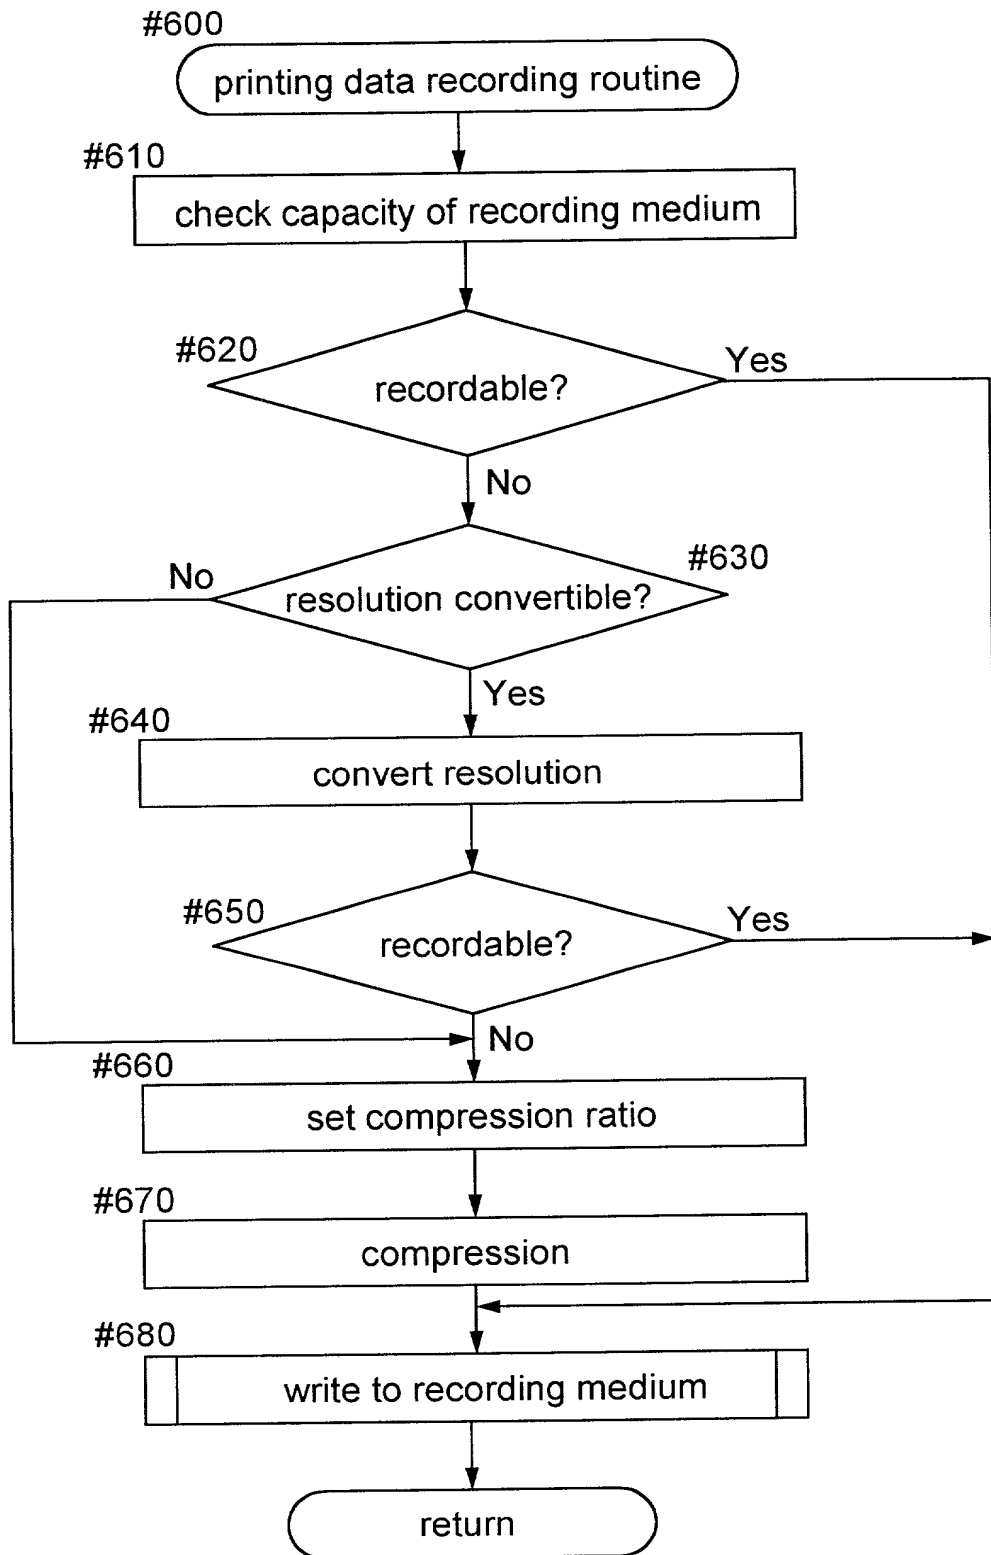 #600
printing data recording routine
#610
check capacity of recording medium
#620
recordable?
Yes
No
#630
resolution convertible?
No
Yes
#640
convert resolution
#650
recordable?
Yes
No
#660
set compression ratio
#670
compression
#680
write to recording medium
return